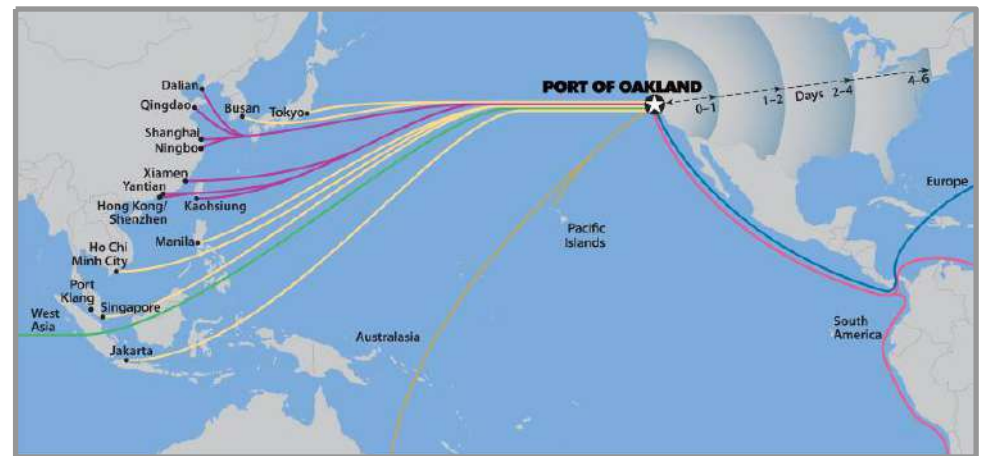 PORT OF OAKLAND
0–1
1–2
Days
2–4
4–6
Dalian
Qingdao
Busan
Tokyo
Shanghai
Ningbo
Xiamen
Yantian
Hong Kong/
Shenzhen
Kaohsiung
Manila
Ho Chi
Minh City
Port
Klang
Singapore
West
Asia
Jakarta
Australasia
Pacific
Islands
Europe
South
America